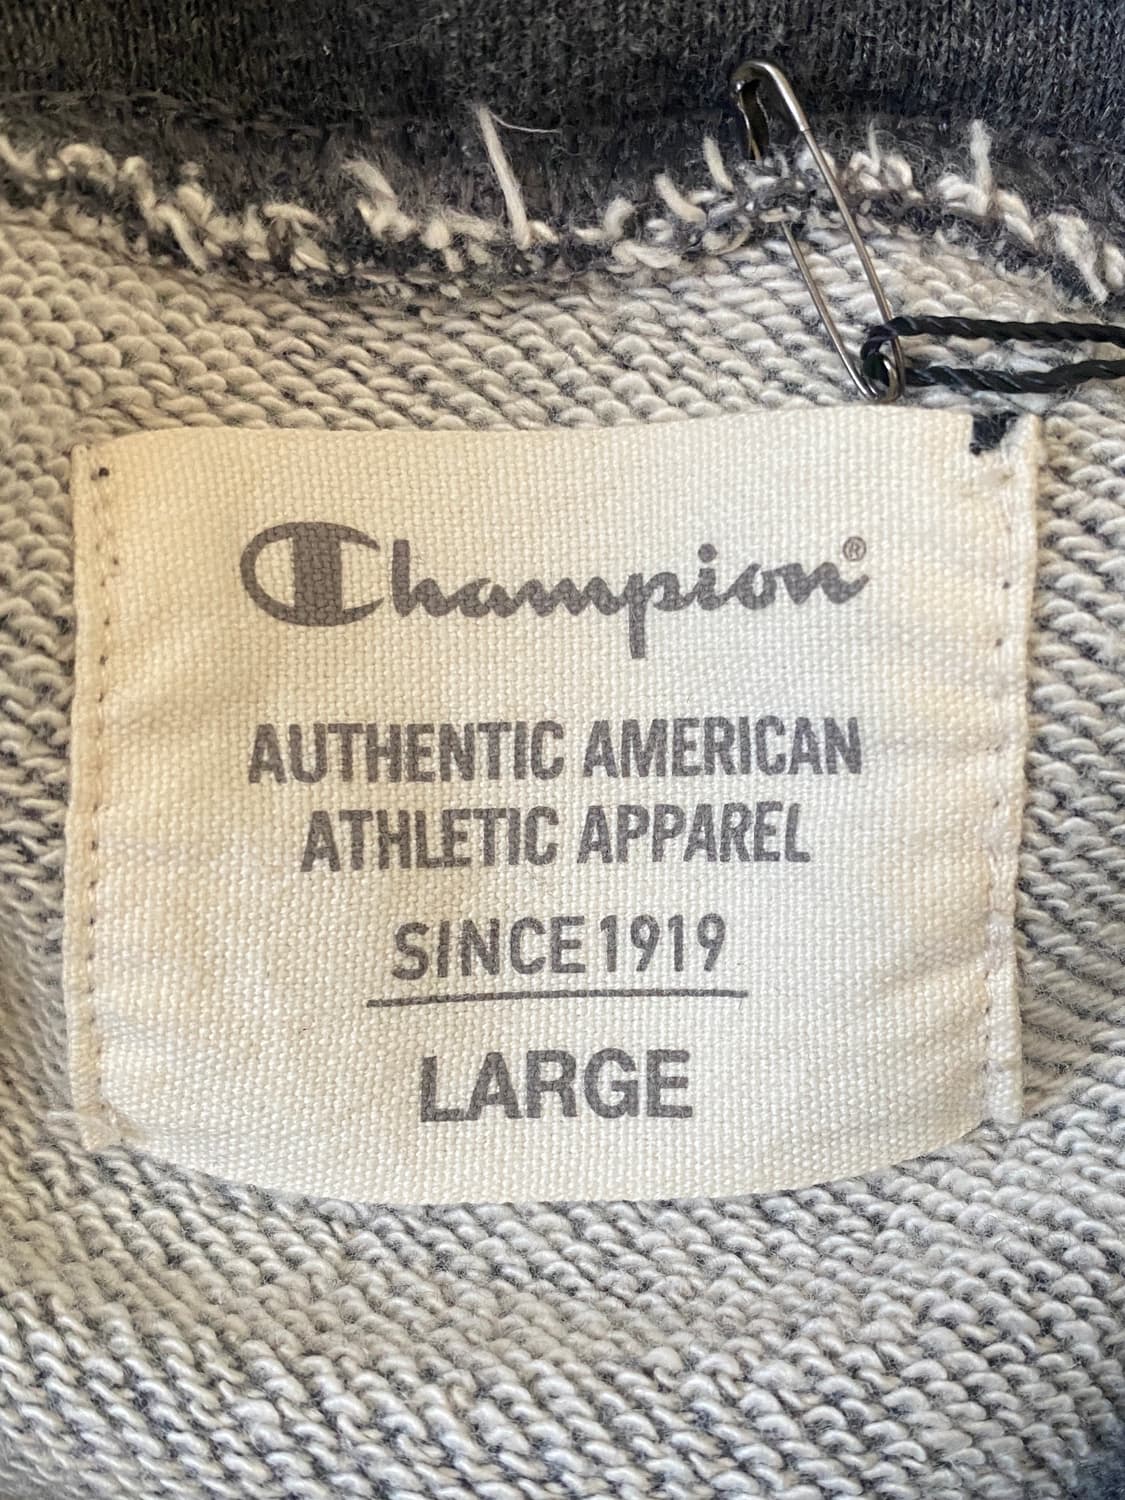 Champion®
AUTHENTIC AMERICAN
ATHLETIC APPAREL
SINCE 1919
LARGE